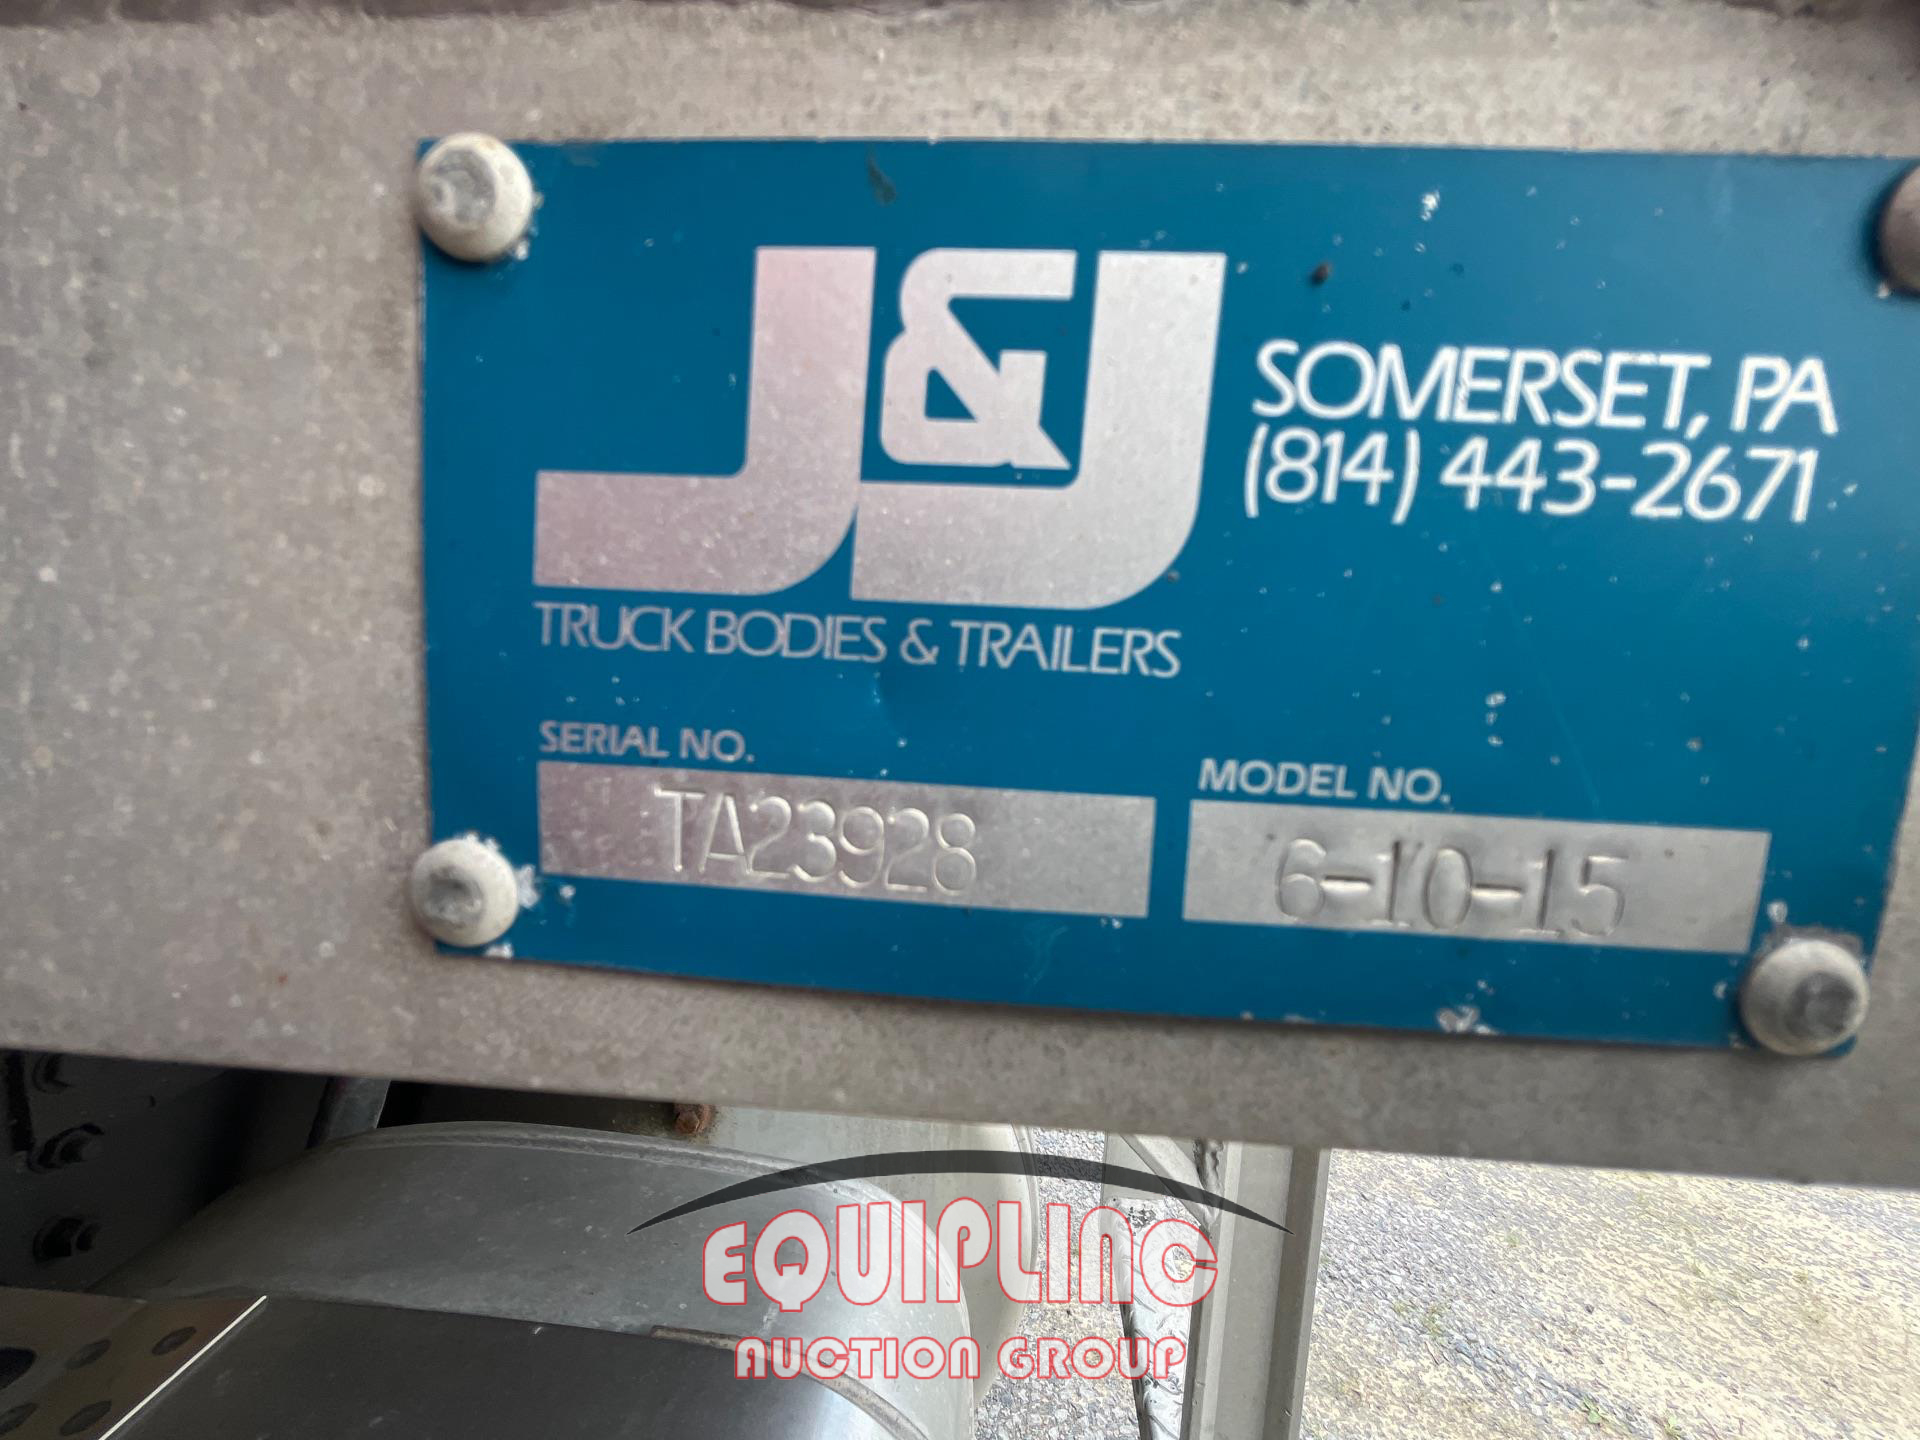 J&J
SOMERSET, PA
(814) 443-2671
TRUCK BODIES & TRAILERS
SERIAL NO.
TA23928
MODEL NO.
6-10-15
EQUIPLINC
AUCTION GROUP